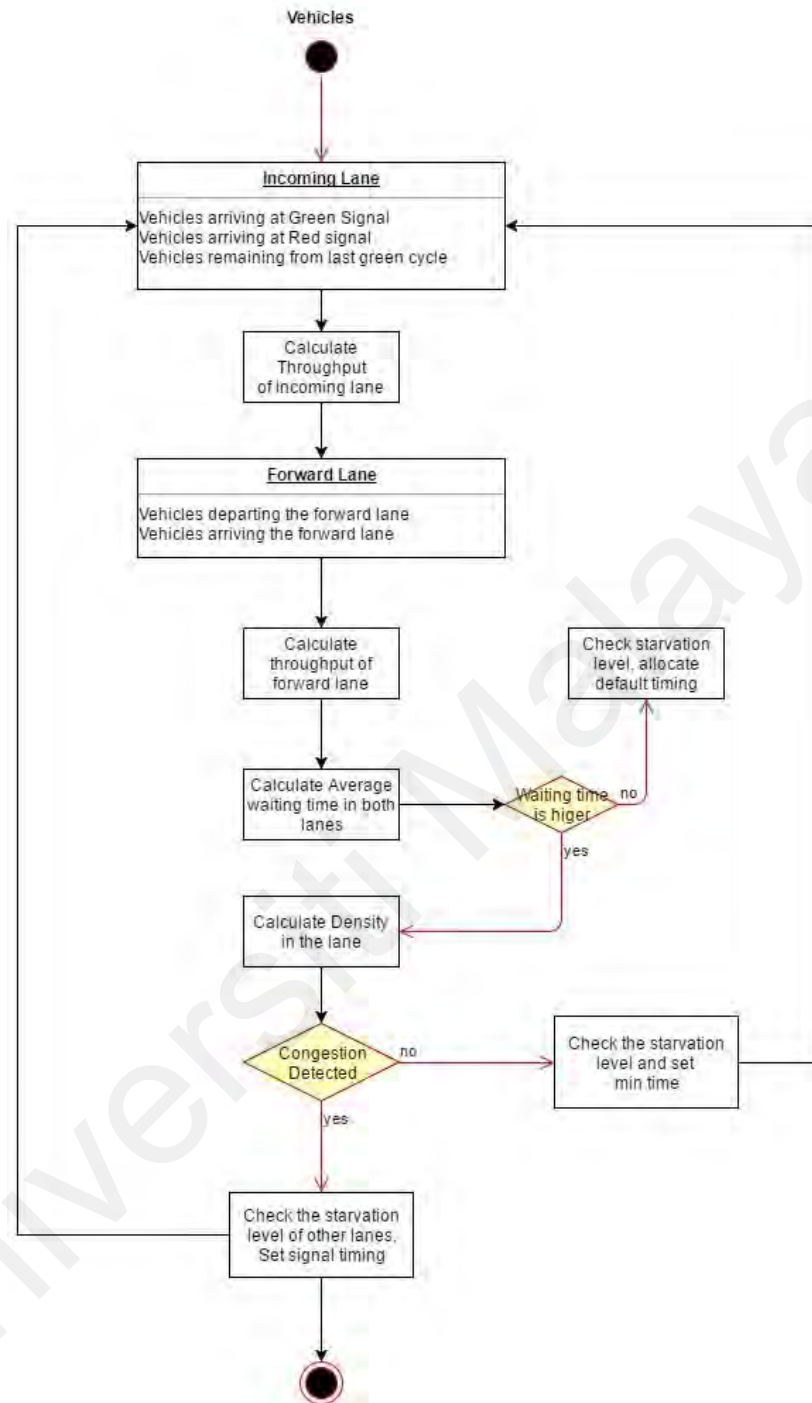 Vehicles
Incoming Lane
Vehicles arriving at Green Signal
Vehicles arriving at Red signal
Vehicles remaining from last green cycle
Calculate
Throughput
of incoming lane
Forward Lane
Vehicles departing the forward lane
Vehicles arriving the forward lane
Calculate
throughput of
forward lane
Check starvation
level, allocate
default timing
Calculate Average
waiting time in both
lanes
Waiting time
is higer
no
yes
Calculate Density
in the lane
Congestion
Detected
no
Check the starvation
level and set
min time
yes
Check the starvation
level of other lanes,
Set signal timing
Universiti Malaya